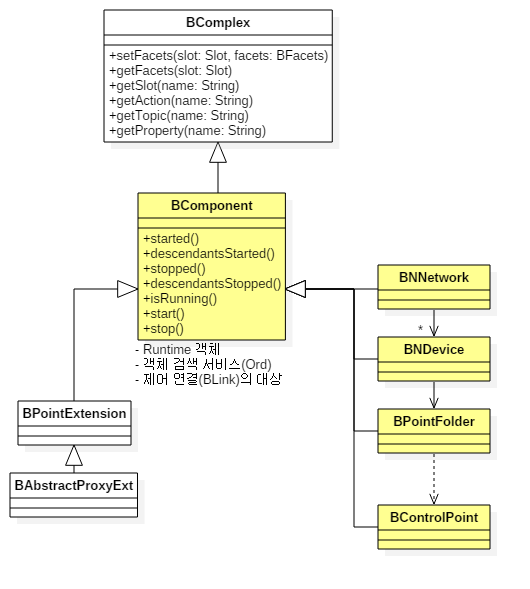 BComplex
+setFacets(slot: Slot, facets: BFacets)
+getFacets(slot: Slot)
+getSlot(name: String)
+getAction(name: String)
+getTopic(name: String)
+getProperty(name: String)
BComponent
+started()
+descendantsStarted()
+stopped()
+descendantsStopped()
+isRunning()
+start()
+stop()
- Runtime 객체
- 객체 검색 서비스(Ord)
- 제어 연결(BLink)의 대상
BNNetwork
*
BNDevice
BPointFolder
BControlPoint
BPointExtension
BAbstractProxyExt